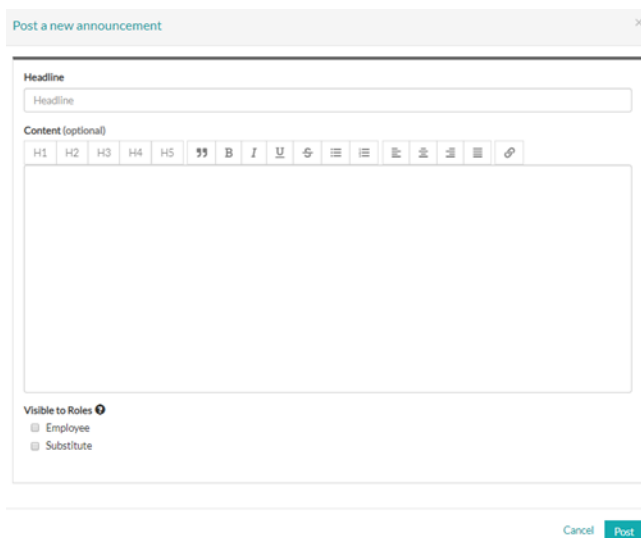 Post a new announcement ×
Headline
Headline
Content (optional)
H1 H2 H3 H4 H5 B I U S
Visible to Roles ?
Employee
Substitute
Cancel Post